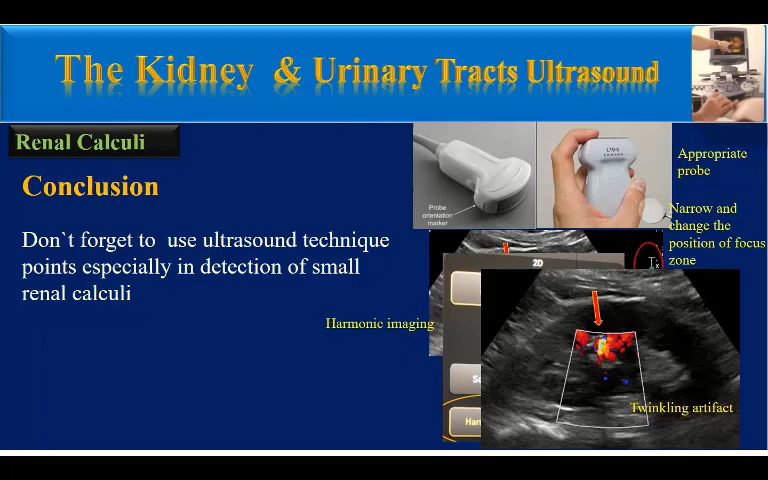 The Kidney & Urinary Tracts Ultrasound
Renal Calculi
Conclusion
Don`t forget to use ultrasound technique
points especially in detection of small
renal calculi
Probe
orientation
marker
L10-5
Appropriate
probe
Narrow and
change the
position of focus
zone
2D
Harmonic imaging
Twinkling artifact